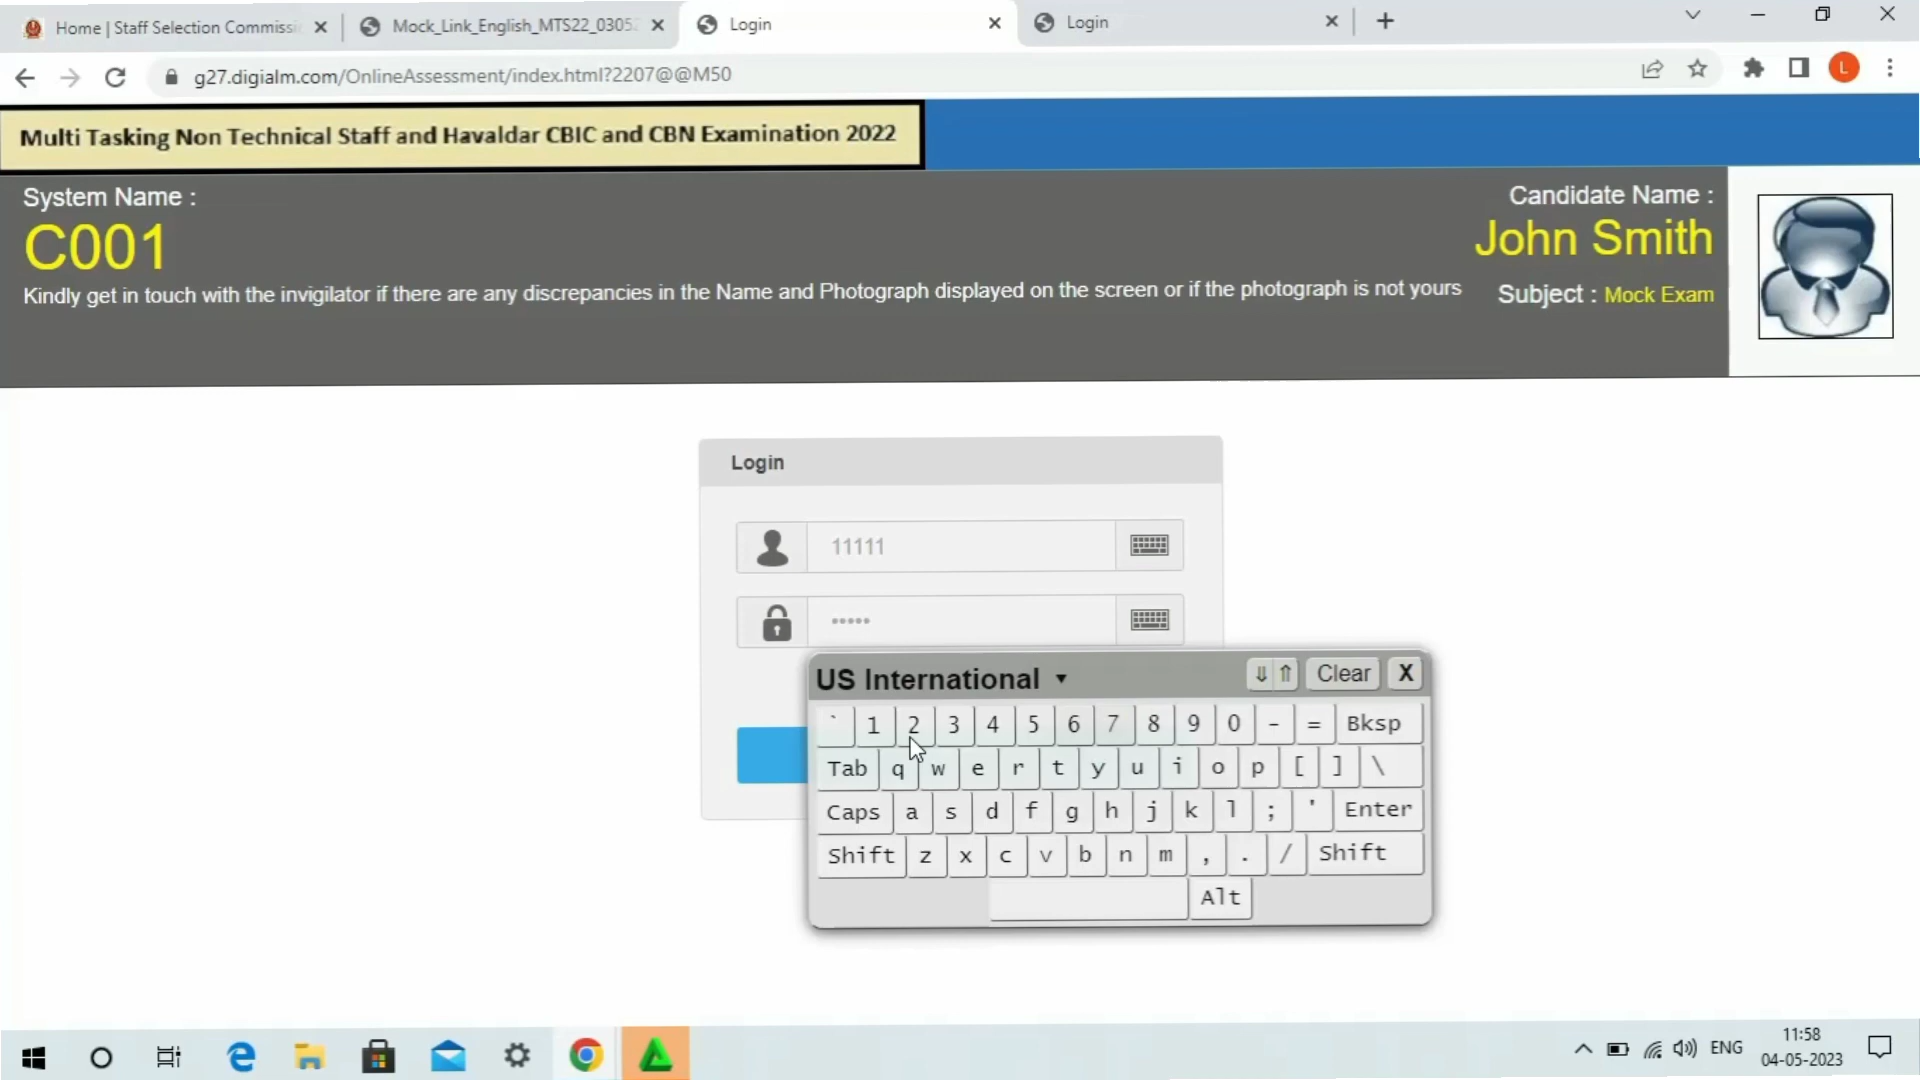 Home | Staff Selection Commissi
Mock_Link_English_MTS22_0305
Login
Login
g27.digialm.com/OnlineAssessment/index.html?2207@@M50
L
Multi Tasking Non Technical Staff and Havaldar CBIC and CBN Examination 2022
System Name :
C001
Kindly get in touch with the invigilator if there are any discrepancies in the Name and Photograph displayed on the screen or if the photograph is not yours
Candidate Name :
John Smith
Subject : Mock Exam
Login
11111
•••••
US International ▼ ⇓ ⇑ Clear X
` 1 2 3 4 5 6 7 8 9 0 - = Bksp
Tab q w e r t y u i o p [ ] \
Caps a s d f g h j k l ; ' Enter
Shift z x c v b n m , . / Shift
Alt
ENG
11:58
04-05-2023